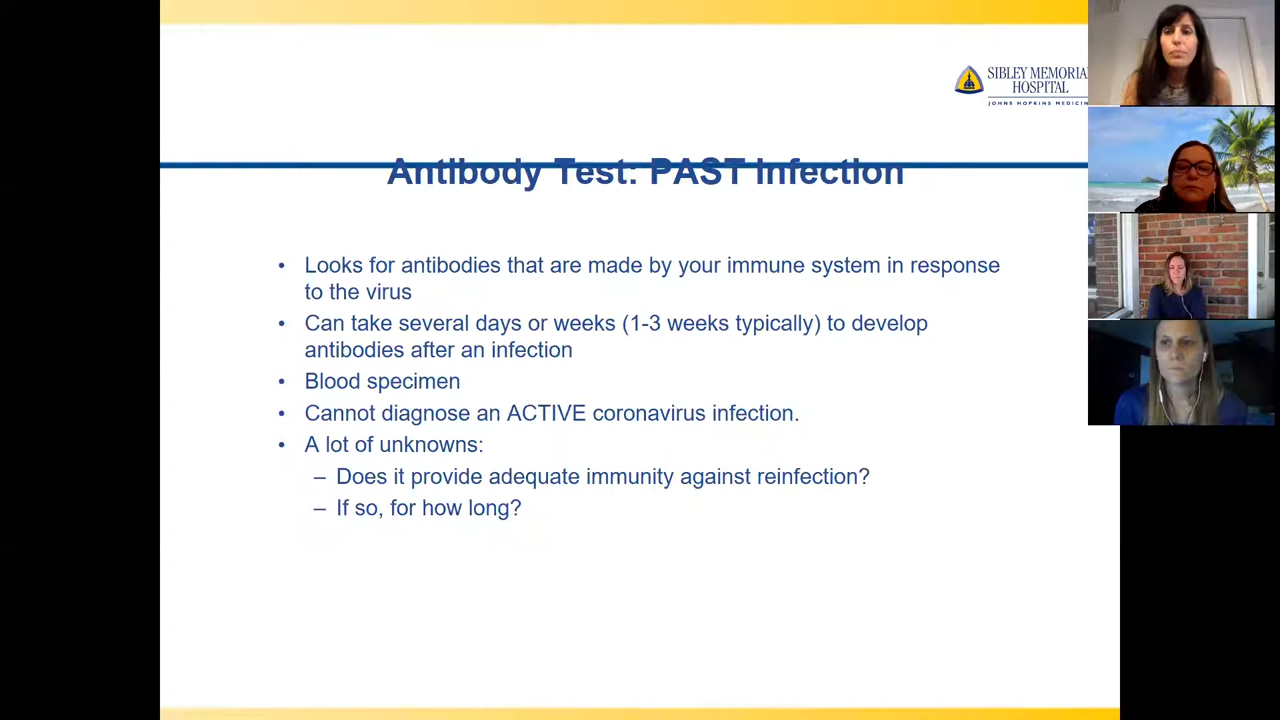 SIBLEY MEMORIAL
HOSPITAL
JOHNS HOPKINS MEDICIN
Antibody Test: PAST Infection
• Looks for antibodies that are made by your immune system in response
to the virus
• Can take several days or weeks (1-3 weeks typically) to develop
antibodies after an infection
• Blood specimen
• Cannot diagnose an ACTIVE coronavirus infection.
• A lot of unknowns:
– Does it provide adequate immunity against reinfection?
– If so, for how long?